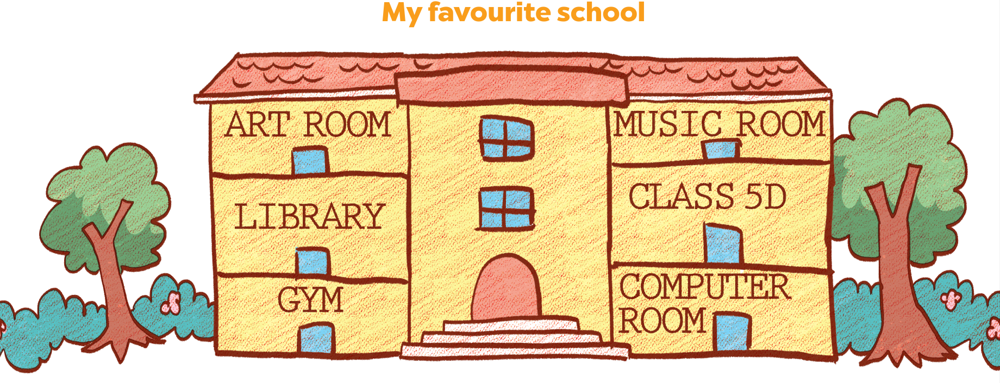 My favourite school
ART ROOM
LIBRARY
GYM
MUSIC ROOM
CLASS 5D
COMPUTER
ROOM